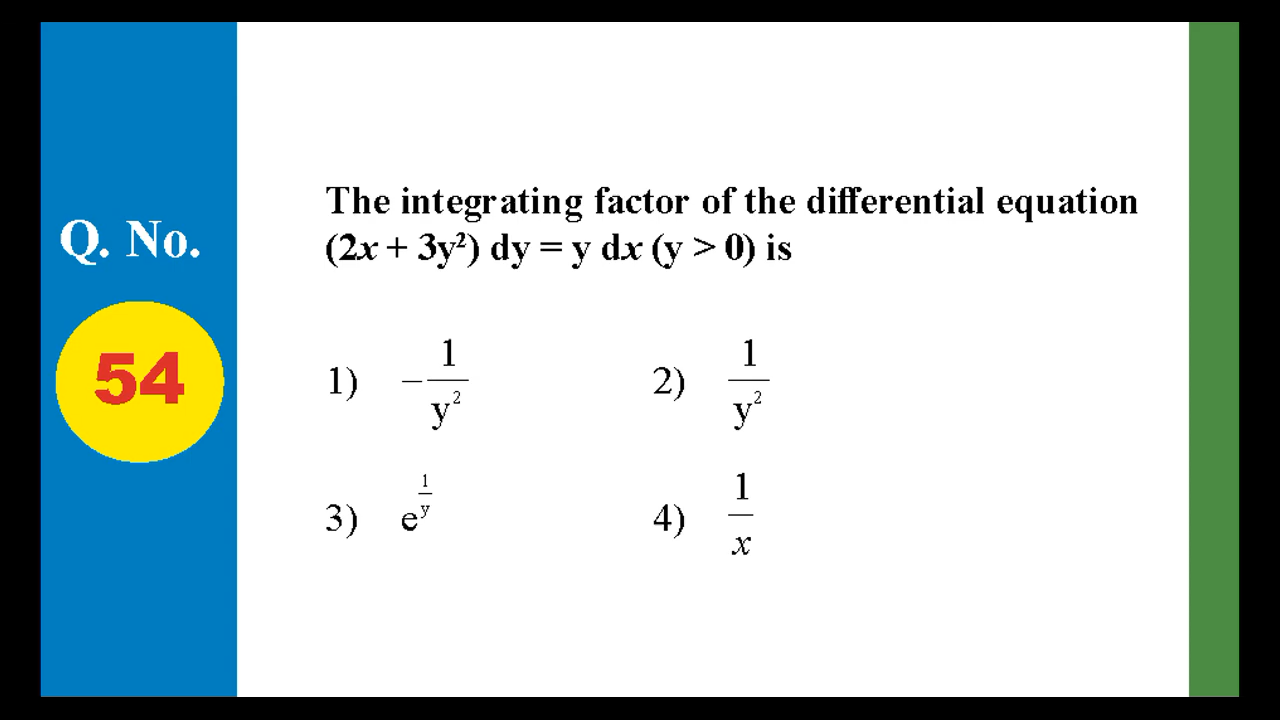 Q. No.
54
The integrating factor of the differential equation
(2x + 3y²) dy = y dx (y > 0) is
1) −1/y² 2) 1/y²
3) e^(1/y) 4) 1/x